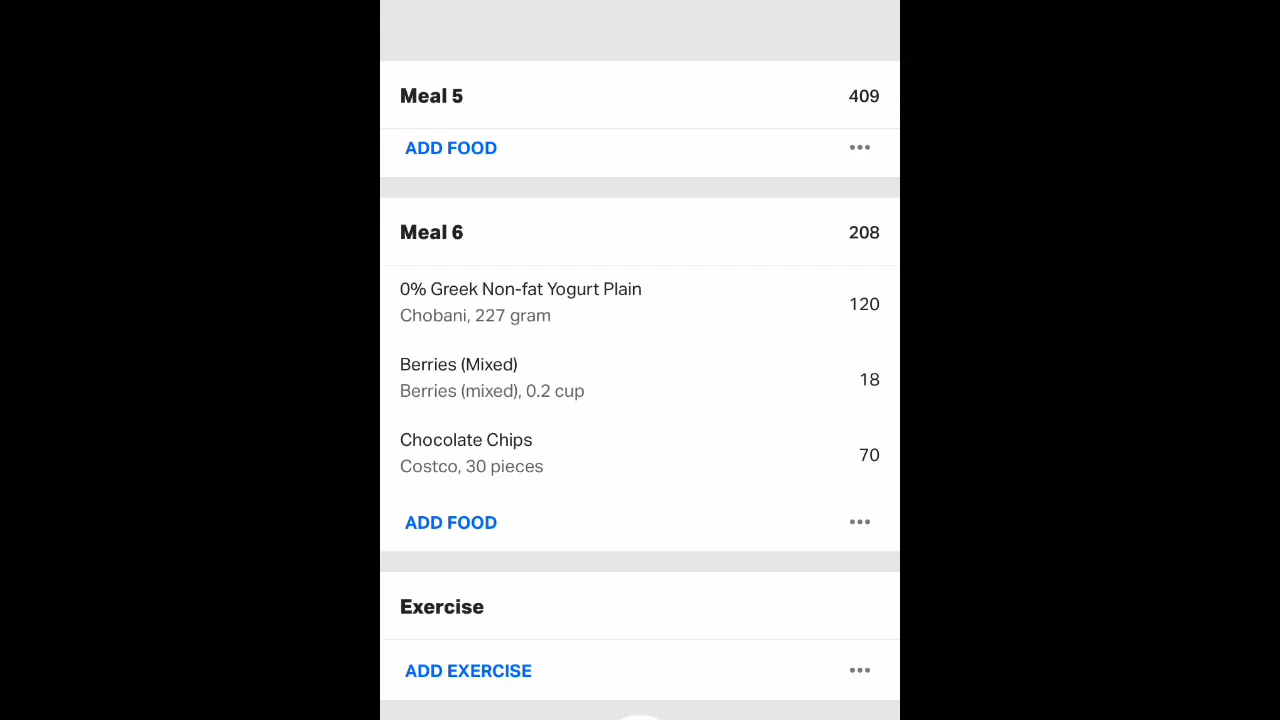 Meal 5 409
ADD FOOD •••
Meal 6 208
0% Greek Non-fat Yogurt Plain
Chobani, 227 gram 120
Berries (Mixed)
Berries (mixed), 0.2 cup 18
Chocolate Chips
Costco, 30 pieces 70
ADD FOOD •••
Exercise
ADD EXERCISE •••